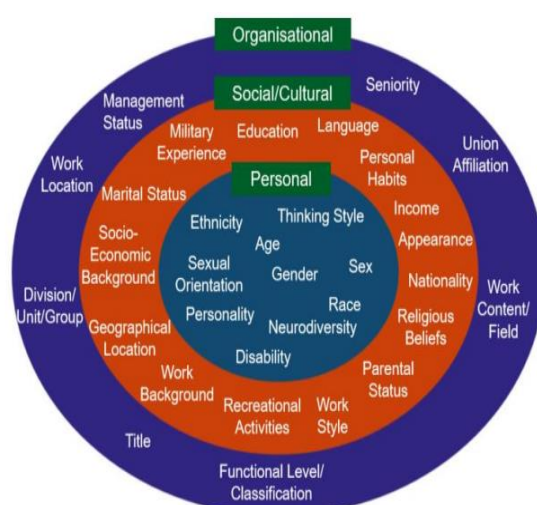 Organisational
Seniority
Management
Status
Union
Affiliation
Work
Location
Division/
Unit/Group
Work
Content/
Field
Title
Functional Level/
Classification
Social/Cultural
Education
Language
Military
Experience
Personal
Habits
Marital Status
Income
Appearance
Socio-
Economic
Background
Nationality
Geographical
Location
Religious
Beliefs
Work
Background
Parental
Status
Recreational
Activities
Work
Style
Personal
Ethnicity
Thinking Style
Age
Sexual
Orientation
Gender
Sex
Personality
Race
Neurodiversity
Disability